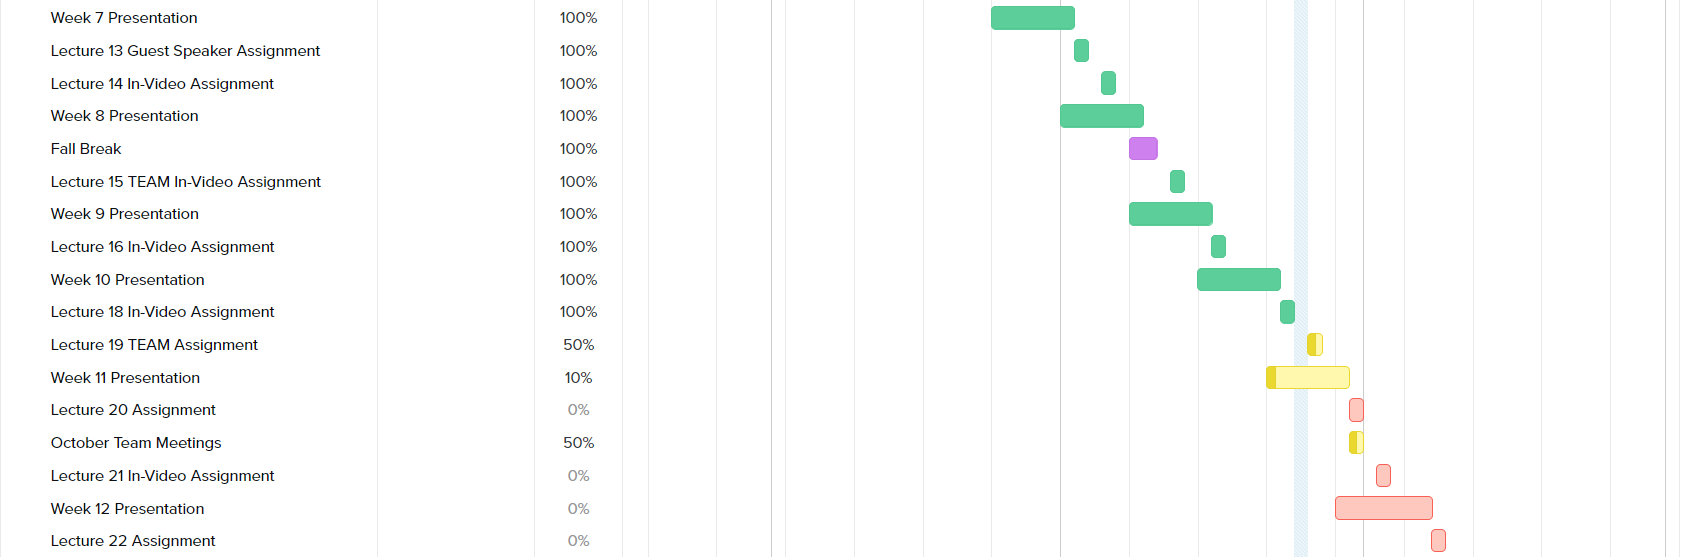 Week 7 Presentation 100%
Lecture 13 Guest Speaker Assignment 100%
Lecture 14 In-Video Assignment 100%
Week 8 Presentation 100%
Fall Break 100%
Lecture 15 TEAM In-Video Assignment 100%
Week 9 Presentation 100%
Lecture 16 In-Video Assignment 100%
Week 10 Presentation 100%
Lecture 18 In-Video Assignment 100%
Lecture 19 TEAM Assignment 50%
Week 11 Presentation 10%
Lecture 20 Assignment 0%
October Team Meetings 50%
Lecture 21 In-Video Assignment 0%
Week 12 Presentation 0%
Lecture 22 Assignment 0%